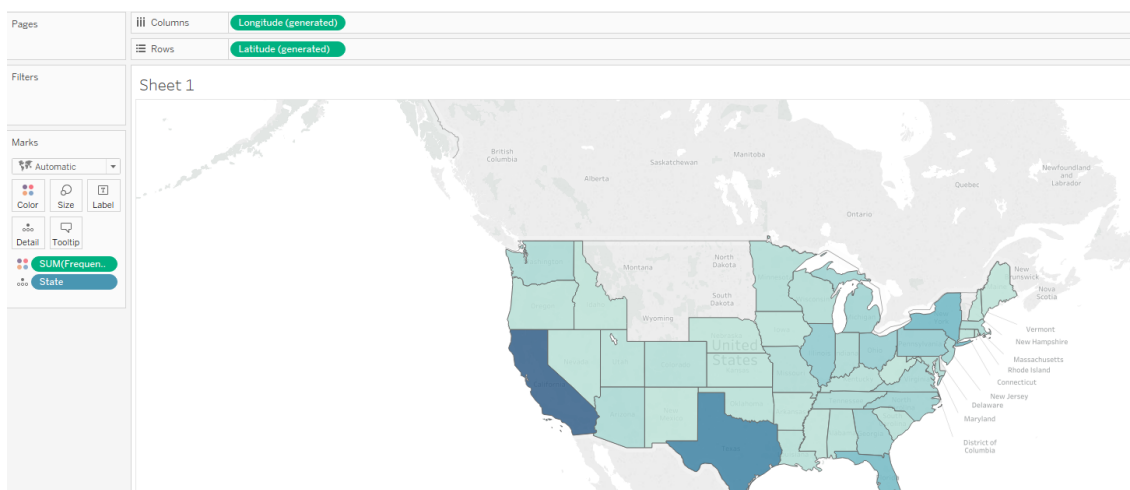 Pages
Columns
Longitude (generated)
Rows
Latitude (generated)
Filters
Sheet 1
Marks
Automatic
Color
Size
Label
Detail
Tooltip
SUM(Frequen..
State
British
Columbia
Alberta
Saskatchewan
Manitoba
Ontario
Quebec
Newfoundland
and
Labrador
New
Brunswick
Nova
Scotia
Montana
North
Dakota
South
Dakota
Wyoming
United
States
Vermont
New Hampshire
Massachusetts
Rhode Island
Connecticut
New Jersey
Delaware
Maryland
District of
Columbia